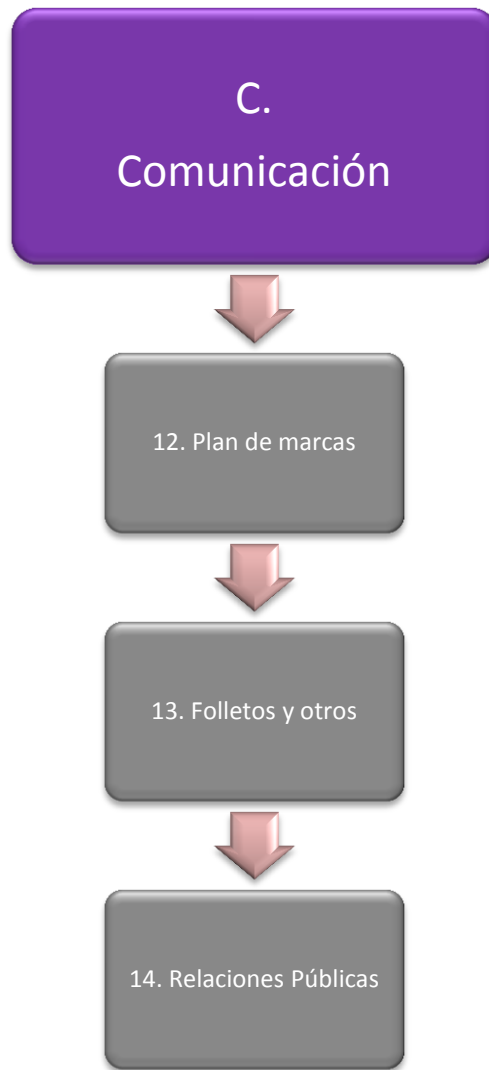 C.
Comunicación
12. Plan de marcas
13. Folletos y otros
14. Relaciones Públicas